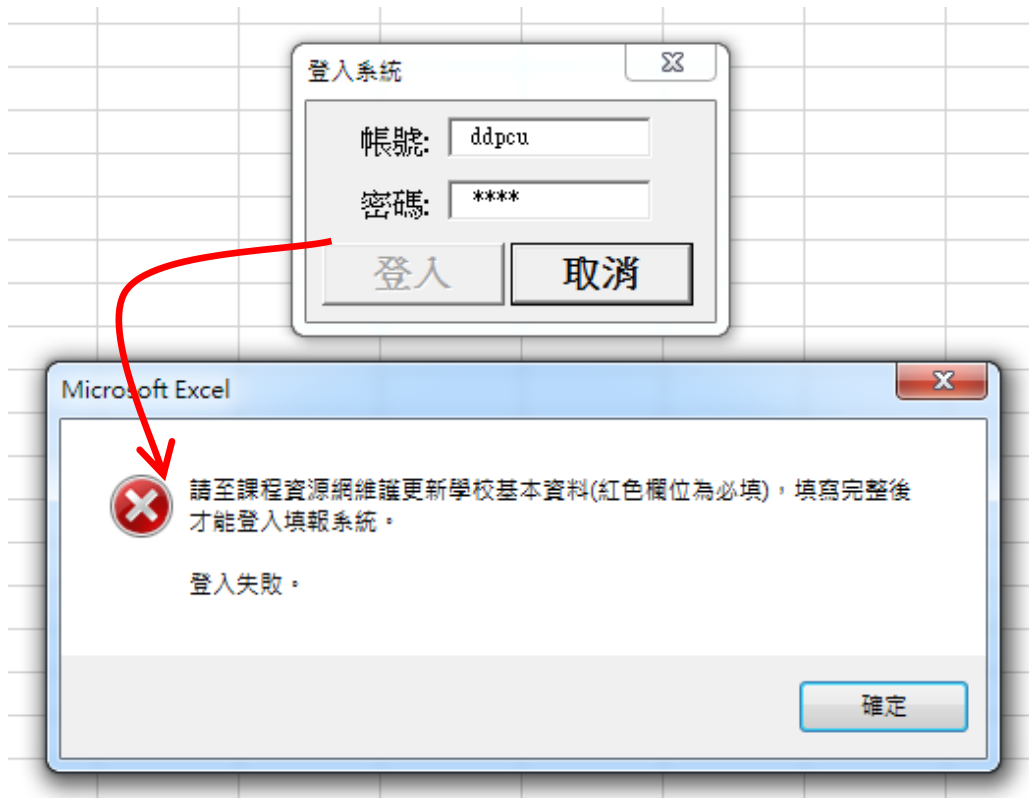 登入系統
帳號: ddpcu
密碼: ****
登入 取消
Microsoft Excel
請至課程資源網維護更新學校基本資料(紅色欄位為必填)，填寫完整後
才能登入填報系統。
登入失敗。
確定